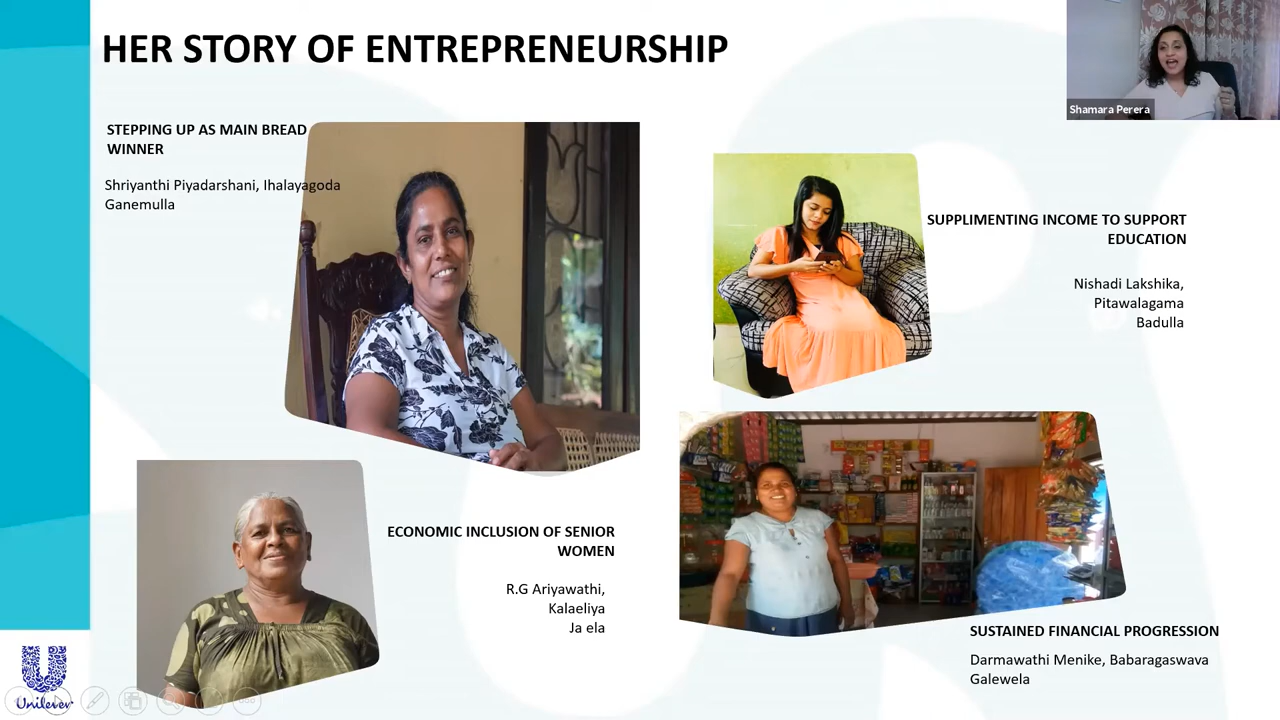 HER STORY OF ENTREPRENEURSHIP
Shamara Perera
STEPPING UP AS MAIN BREAD
WINNER
Shriyanthi Piyadarshani, Ihalayagoda
Ganemulla
SUPPLIMENTING INCOME TO SUPPORT
EDUCATION
Nishadi Lakshika,
Pitawalagama
Badulla
ECONOMIC INCLUSION OF SENIOR
WOMEN
R.G Ariyawathi,
Kalaeliya
Ja ela
SUSTAINED FINANCIAL PROGRESSION
Darmawathi Menike, Babaragaswava
Galewela
Unilever